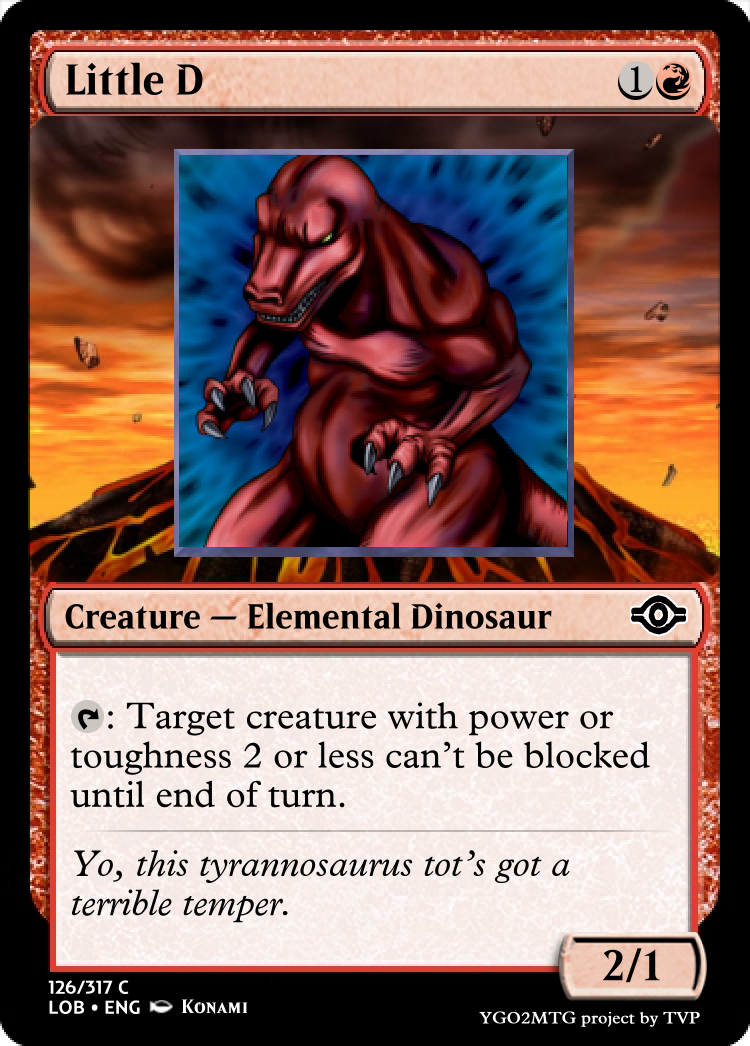 Little D 1
Creature — Elemental Dinosaur
: Target creature with power or
toughness 2 or less can't be blocked
until end of turn.
Yo, this tyrannosaurus tot's got a
terrible temper.
2/1
126/317 C
LOB • ENG Konami
YGO2MTG project by TVP